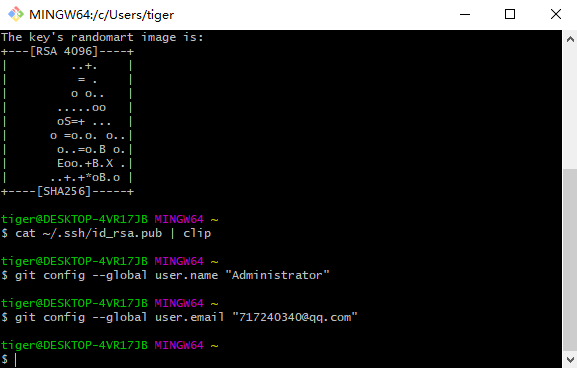 MINGW64:/c/Users/tiger
The key's randomart image is:
+---[RSA 4096]----+
|         ..+.    |
|          = .    |
|         o o..   |
|       .....oo   |
|       oS=+ ...  |
|      o =o.o. o..|
|       o..=o.B o.|
|       Eoo.+B.X .|
|      ..+.+*oB.o |
+----[SHA256]-----+
tiger@DESKTOP-4VR17JB MINGW64 ~
$ cat ~/.ssh/id_rsa.pub | clip
tiger@DESKTOP-4VR17JB MINGW64 ~
$ git config --global user.name "Administrator"
tiger@DESKTOP-4VR17JB MINGW64 ~
$ git config --global user.email "717240340@qq.com"
tiger@DESKTOP-4VR17JB MINGW64 ~
$